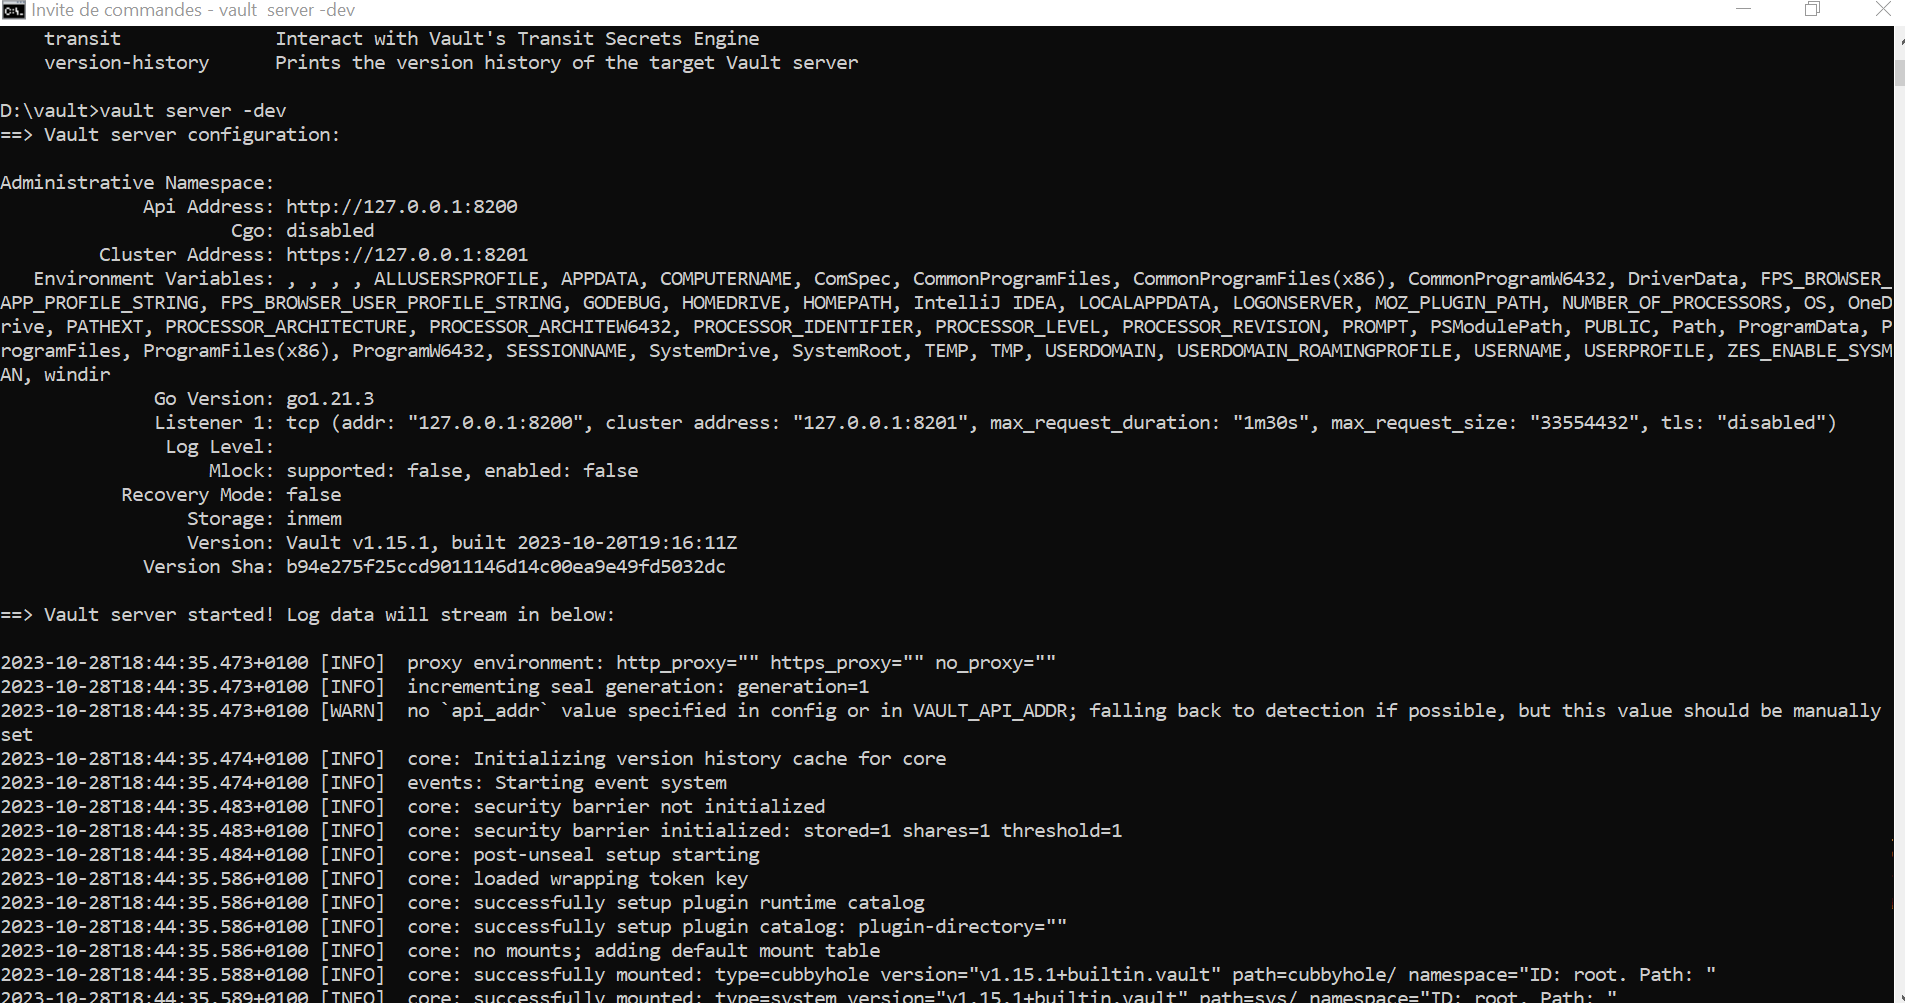 Invite de commandes - vault  server -dev
transit              Interact with Vault's Transit Secrets Engine
version-history      Prints the version history of the target Vault server
D:\vault>vault server -dev
==> Vault server configuration:
Administrative Namespace:
Api Address: http://127.0.0.1:8200
Cgo: disabled
Cluster Address: https://127.0.0.1:8201
Environment Variables: , , , , ALLUSERSPROFILE, APPDATA, COMPUTERNAME, ComSpec, CommonProgramFiles, CommonProgramFiles(x86), CommonProgramW6432, DriverData, FPS_BROWSER_
APP_PROFILE_STRING, FPS_BROWSER_USER_PROFILE_STRING, GODEBUG, HOMEDRIVE, HOMEPATH, IntelliJ IDEA, LOCALAPPDATA, LOGONSERVER, MOZ_PLUGIN_PATH, NUMBER_OF_PROCESSORS, OS, OneD
rive, PATHEXT, PROCESSOR_ARCHITECTURE, PROCESSOR_ARCHITEW6432, PROCESSOR_IDENTIFIER, PROCESSOR_LEVEL, PROCESSOR_REVISION, PROMPT, PSModulePath, PUBLIC, Path, ProgramData, P
rogramFiles, ProgramFiles(x86), ProgramW6432, SESSIONNAME, SystemDrive, SystemRoot, TEMP, TMP, USERDOMAIN, USERDOMAIN_ROAMINGPROFILE, USERNAME, USERPROFILE, ZES_ENABLE_SYSM
AN, windir
Go Version: go1.21.3
Listener 1: tcp (addr: "127.0.0.1:8200", cluster address: "127.0.0.1:8201", max_request_duration: "1m30s", max_request_size: "33554432", tls: "disabled")
Log Level:
Mlock: supported: false, enabled: false
Recovery Mode: false
Storage: inmem
Version: Vault v1.15.1, built 2023-10-20T19:16:11Z
Version Sha: b94e275f25ccd9011146d14c00ea9e49fd5032dc
==> Vault server started! Log data will stream in below:
2023-10-28T18:44:35.473+0100 [INFO]  proxy environment: http_proxy="" https_proxy="" no_proxy=""
2023-10-28T18:44:35.473+0100 [INFO]  incrementing seal generation: generation=1
2023-10-28T18:44:35.473+0100 [WARN]  no `api_addr` value specified in config or in VAULT_API_ADDR; falling back to detection if possible, but this value should be manually
set
2023-10-28T18:44:35.474+0100 [INFO]  core: Initializing version history cache for core
2023-10-28T18:44:35.474+0100 [INFO]  events: Starting event system
2023-10-28T18:44:35.483+0100 [INFO]  core: security barrier not initialized
2023-10-28T18:44:35.483+0100 [INFO]  core: security barrier initialized: stored=1 shares=1 threshold=1
2023-10-28T18:44:35.484+0100 [INFO]  core: post-unseal setup starting
2023-10-28T18:44:35.586+0100 [INFO]  core: loaded wrapping token key
2023-10-28T18:44:35.586+0100 [INFO]  core: successfully setup plugin runtime catalog
2023-10-28T18:44:35.586+0100 [INFO]  core: successfully setup plugin catalog: plugin-directory=""
2023-10-28T18:44:35.586+0100 [INFO]  core: no mounts; adding default mount table
2023-10-28T18:44:35.588+0100 [INFO]  core: successfully mounted: type=cubbyhole version="v1.15.1+builtin.vault" path=cubbyhole/ namespace="ID: root. Path: "
2023-10-28T18:44:35.589+0100 [INFO]  core: successfully mounted: type=system version="v1.15.1+builtin.vault" path=sys/ namespace="ID: root. Path: "